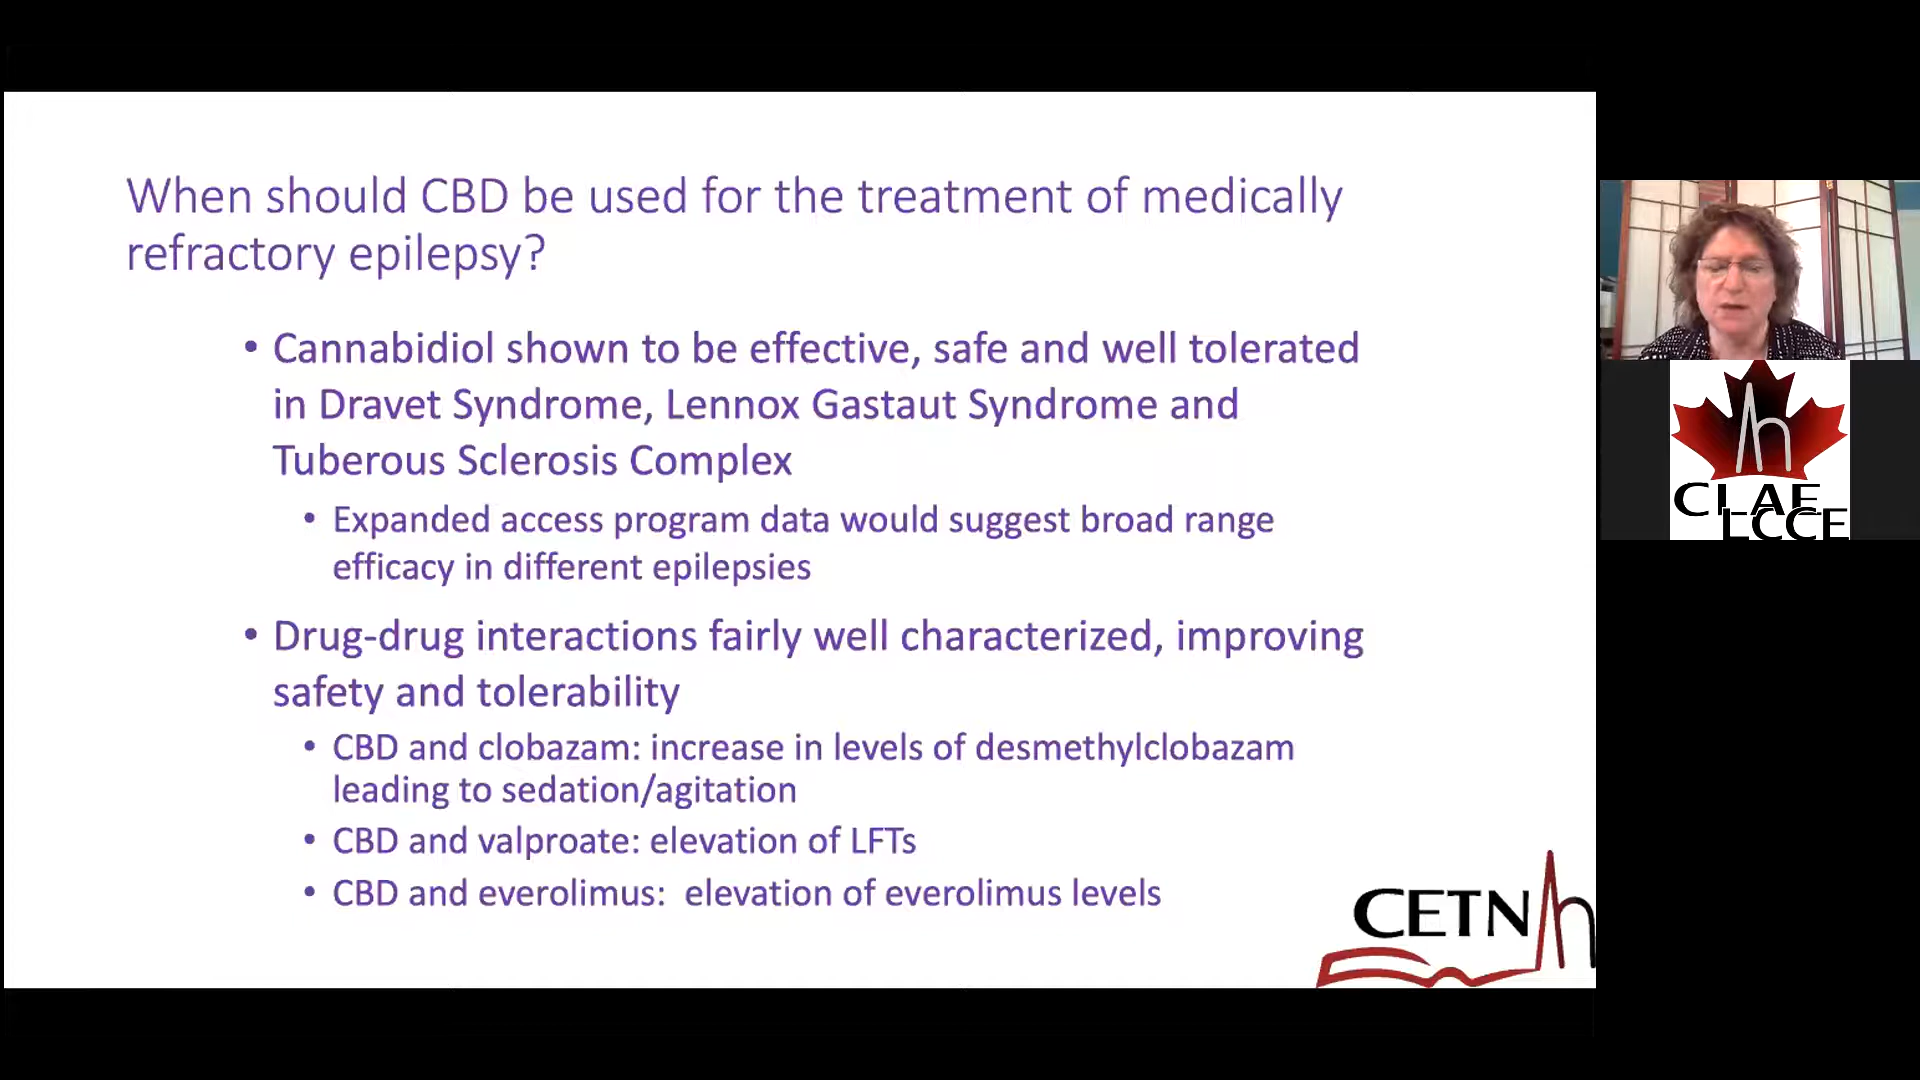 When should CBD be used for the treatment of medically
refractory epilepsy?
• Cannabidiol shown to be effective, safe and well tolerated
in Dravet Syndrome, Lennox Gastaut Syndrome and
Tuberous Sclerosis Complex
• Expanded access program data would suggest broad range
efficacy in different epilepsies
• Drug-drug interactions fairly well characterized, improving
safety and tolerability
• CBD and clobazam: increase in levels of desmethylclobazam
leading to sedation/agitation
• CBD and valproate: elevation of LFTs
• CBD and everolimus:  elevation of everolimus levels
CETN
CLAE
LCCE